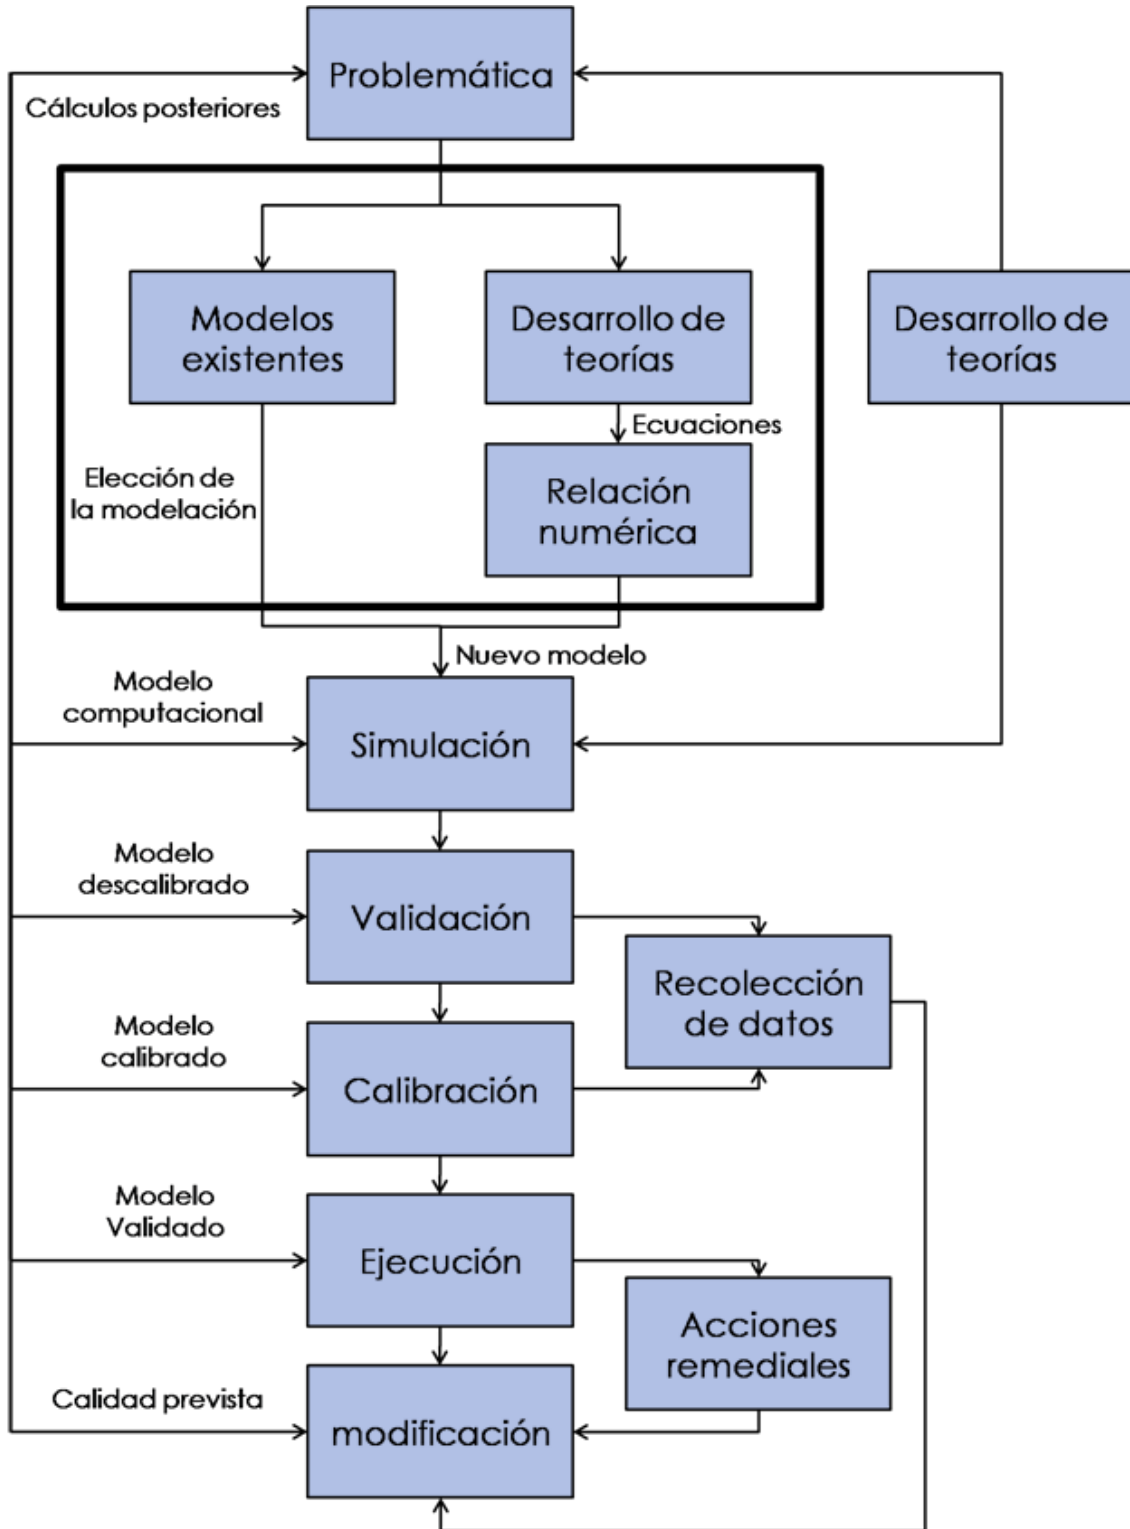 Problemática
Cálculos posteriores
Modelos
existentes
Desarrollo de
teorías
Desarrollo de
teorías
Ecuaciones
Elección de
la modelación
Relación
numérica
Nuevo modelo
Modelo
computacional
Simulación
Modelo
descalibrado
Validación
Recolección
de datos
Modelo
calibrado
Calibración
Modelo
Validado
Ejecución
Acciones
remediales
Calidad prevista
modificación